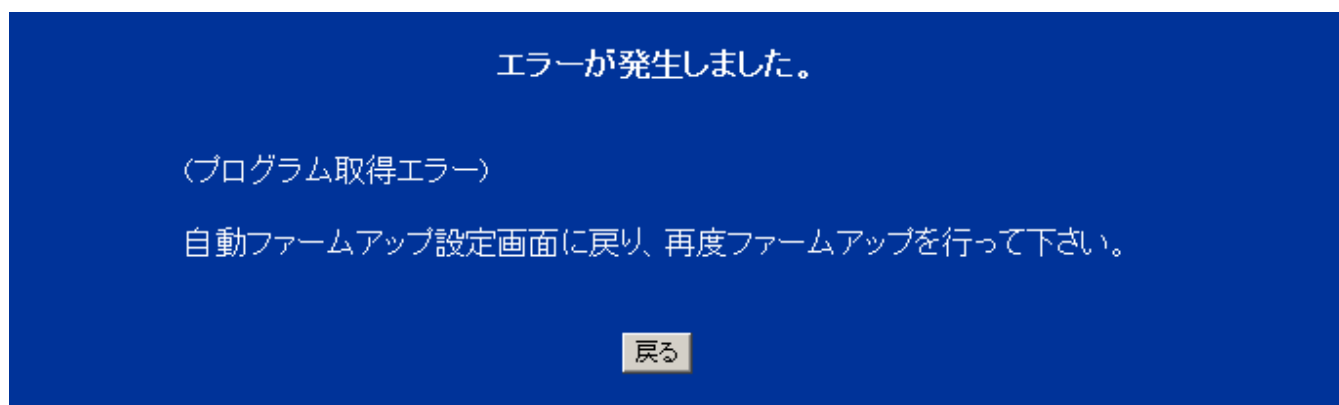 エラーが発生しました。
(プログラム取得エラー)
自動ファームアップ設定画面に戻り、再度ファームアップを行って下さい。
戻る